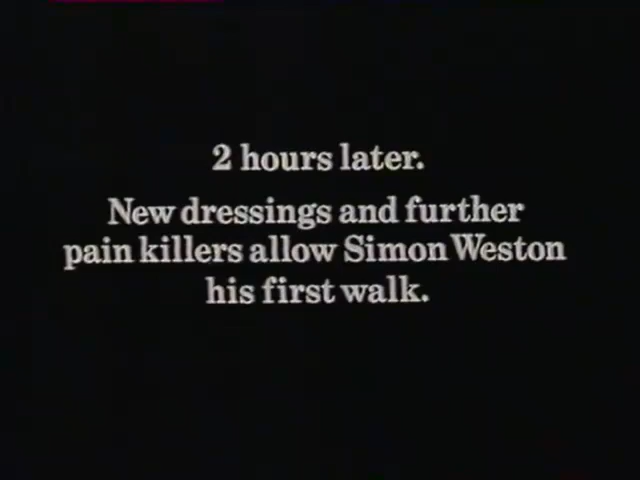 2 hours later.
New dressings and further
pain killers allow Simon Weston
his first walk.